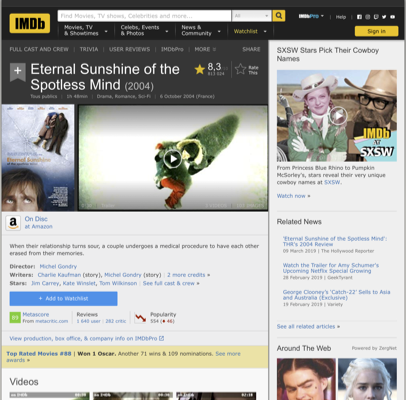 IMDb
Find Movies, TV shows, Celebrities and more...
All
IMDbPro
Help
Movies, TV & Showtimes
Celebs, Events & Photos
News & Community
Watchlist
Sign in
FULL CAST AND CREW | TRIVIA | USER REVIEWS | IMDbPro | MORE
SHARE
Eternal Sunshine of the
Spotless Mind (2004)
8,3
Rate This
Tous publics | 1h 48min | Drama, Romance, Sci-Fi | 6 October 2004 (France)
On Disc
at Amazon
When their relationship turns sour, a couple undergoes a medical procedure to have each other
erased from their memories.
Director: Michel Gondry
Writers: Charlie Kaufman (story), Michel Gondry (story) | 2 more credits »
Stars: Jim Carrey, Kate Winslet, Tom Wilkinson | See full cast & crew »
+ Add to Watchlist
89
Metascore
From metacritic.com
Reviews
1 645 user | 282 critic
Popularity
504
View production, box office, & company info on IMDbPro
Top Rated Movies #88 | Won 1 Oscar. Another 71 wins & 109 nominations. See more
awards »
Videos
SXSW Stars Pick Their Cowboy
Names
IMDb
AT
SXSW
From Princess Blue Rhino to Pumpkin
McSorley's, stars reveal their very unique
cowboy names at SXSW.
Watch now »
Related News
'Eternal Sunshine of the Spotless Mind':
THR's 2004 Review
09 March 2019 | The Hollywood Reporter
Watch the Trailer for Amy Schumer's
Upcoming Netflix Special Growing
28 February 2019 | GeekTyrant
George Clooney's 'Catch-22' Sells to Asia
and Australia (Exclusive)
19 February 2019 | Variety
See all related articles »
Around The Web
Powered by ZergNet